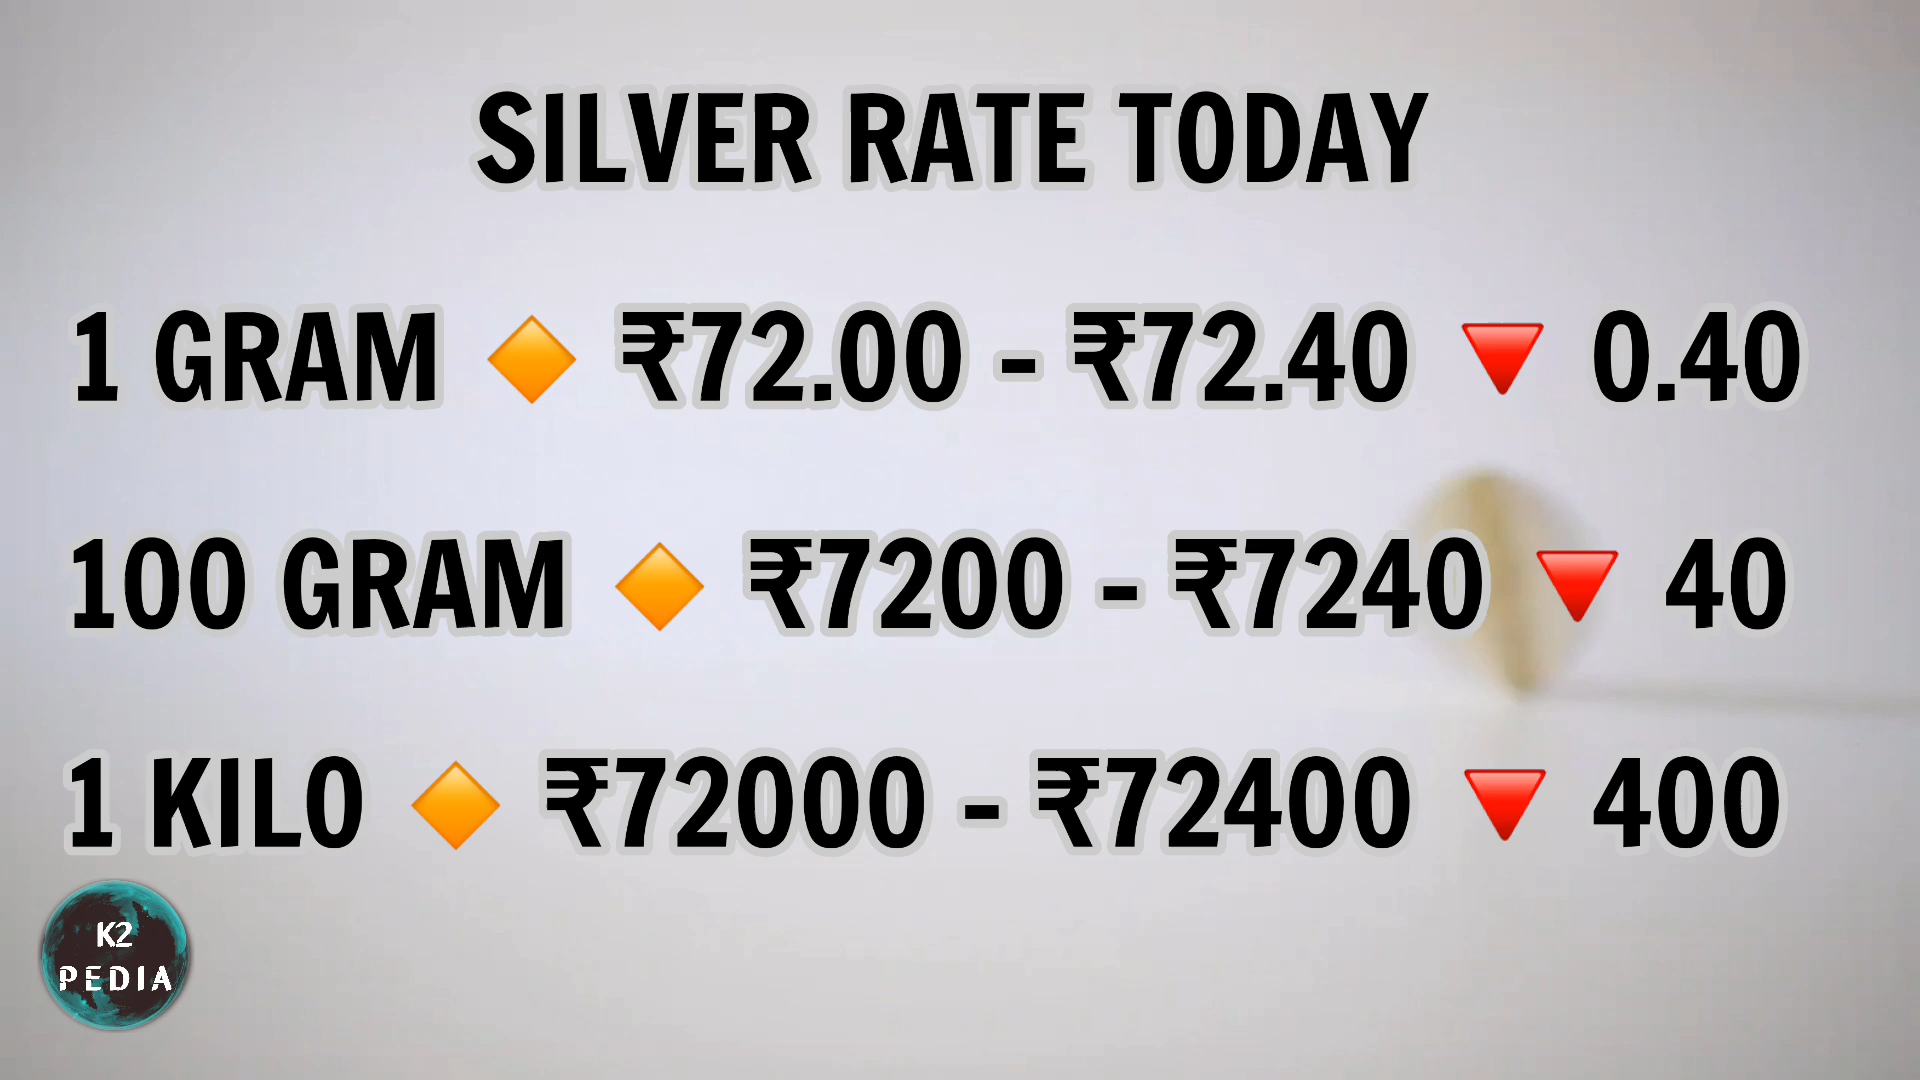 SILVER RATE TODAY
1 GRAM 🔸 ₹72.00 - ₹72.40 🔻 0.40
100 GRAM 🔸 ₹7200 - ₹7240 🔻 40
1 KILO 🔸 ₹72000 - ₹72400 🔻 400
K2
PEDIA